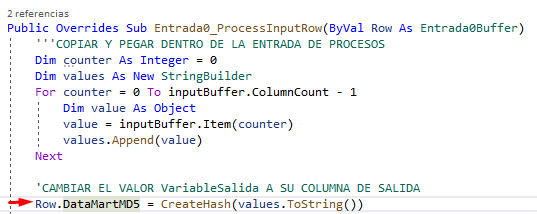 2 referencias
Public Overrides Sub Entrada0_ProcessInputRow(ByVal Row As Entrada0Buffer)
'''COPIAR Y PEGAR DENTRO DE LA ENTRADA DE PROCESOS
Dim counter As Integer = 0
Dim values As New StringBuilder
For counter = 0 To inputBuffer.ColumnCount - 1
Dim value As Object
value = inputBuffer.Item(counter)
values.Append(value)
Next
'CAMBIAR EL VALOR VariableSalida A SU COLUMNA DE SALIDA
Row.DataMartMD5 = CreateHash(values.ToString())